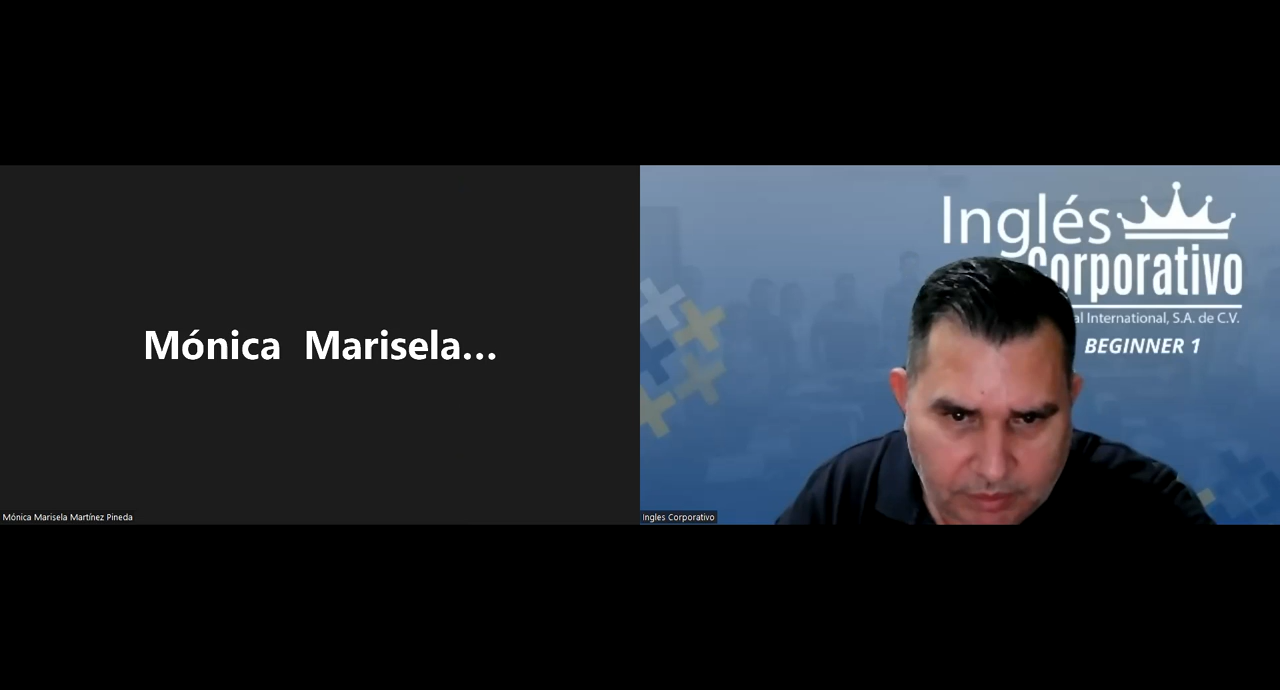 Mónica Marisela...
Mónica Marisela Martínez Pineda
Inglés
Corporativo
al International, S.A. de C.V.
BEGINNER 1
Ingles Corporativo